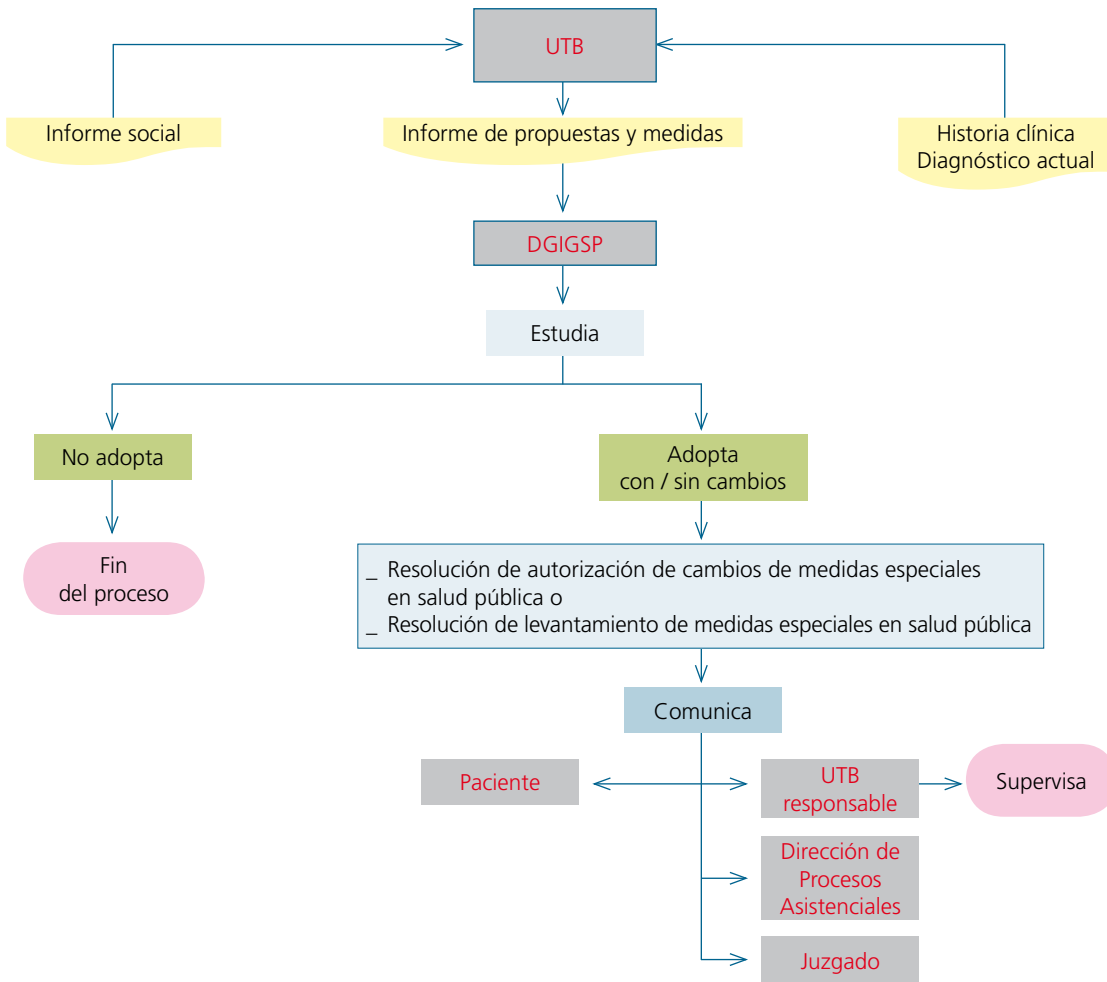 UTB
Informe social
Informe de propuestas y medidas
Historia clínica
Diagnóstico actual
DGIGSP
Estudia
No adopta
Adopta
con / sin cambios
Fin
del proceso
_ Resolución de autorización de cambios de medidas especiales
en salud pública o
_ Resolución de levantamiento de medidas especiales en salud pública
Comunica
Paciente
UTB
responsable
Supervisa
Dirección de
Procesos
Asistenciales
Juzgado